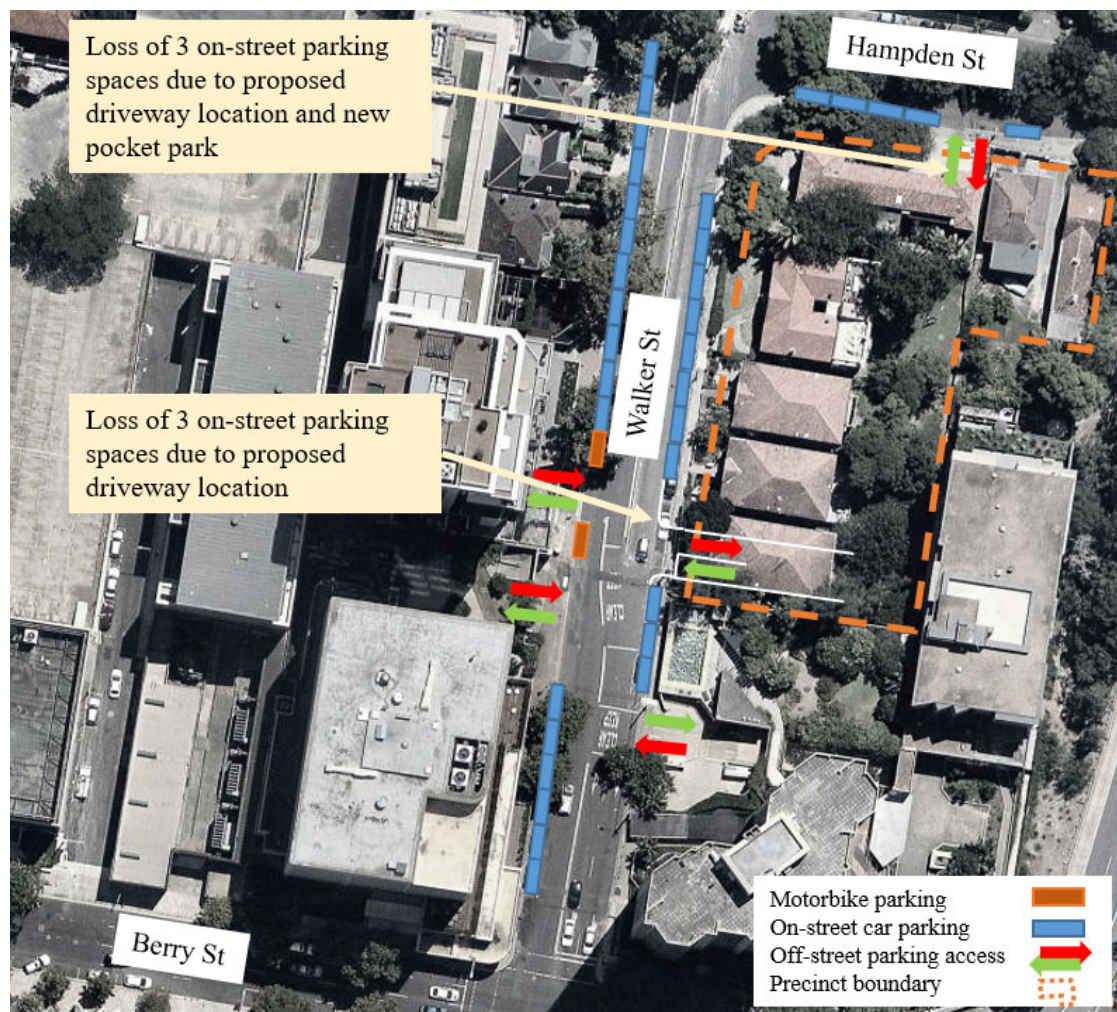 Loss of 3 on-street parking
spaces due to proposed
driveway location and new
pocket park
Hampden St
Walker St
Loss of 3 on-street parking
spaces due to proposed
driveway location
CLEAR
CLEAR
Berry St
Motorbike parking
On-street car parking
Off-street parking access
Precinct boundary